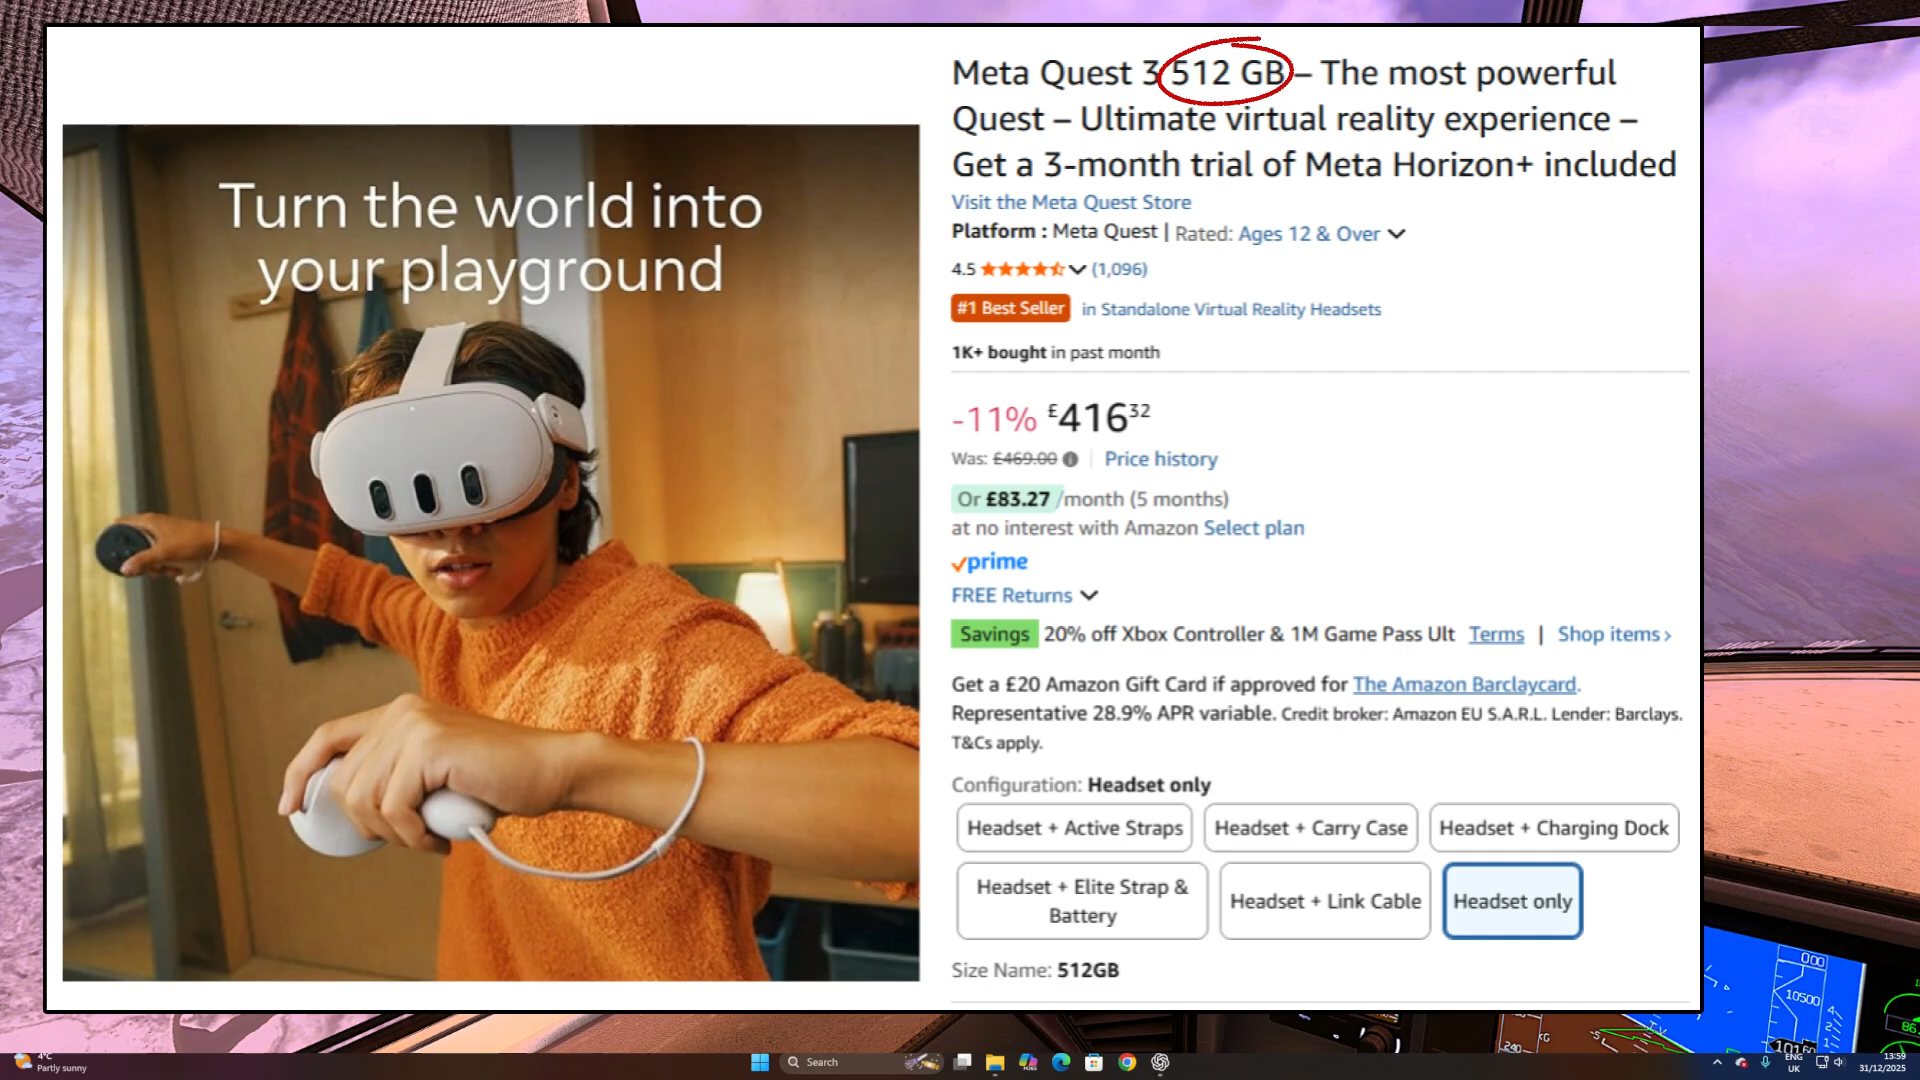 Turn the world into
your playground
Meta Quest 3 512 GB – The most powerful
Quest – Ultimate virtual reality experience –
Get a 3-month trial of Meta Horizon+ included
Visit the Meta Quest Store
Platform : Meta Quest | Rated: Ages 12 & Over
4.5 (1,096)
#1 Best Seller in Standalone Virtual Reality Headsets
1K+ bought in past month
-11% £416³²
Was: £469.00 Price history
Or £83.27 /month (5 months)
at no interest with Amazon Select plan
prime
FREE Returns
Savings 20% off Xbox Controller & 1M Game Pass Ult Terms | Shop items ›
Get a £20 Amazon Gift Card if approved for The Amazon Barclaycard.
Representative 28.9% APR variable. Credit broker: Amazon EU S.A.R.L. Lender: Barclays.
T&Cs apply.
Configuration: Headset only
Headset + Active Straps
Headset + Carry Case
Headset + Charging Dock
Headset + Elite Strap &
Battery
Headset + Link Cable
Headset only
Size Name: 512GB
000
10500
KG
240
86
4°C
Partly sunny
Search
ENG
UK
13:59
31/12/2025